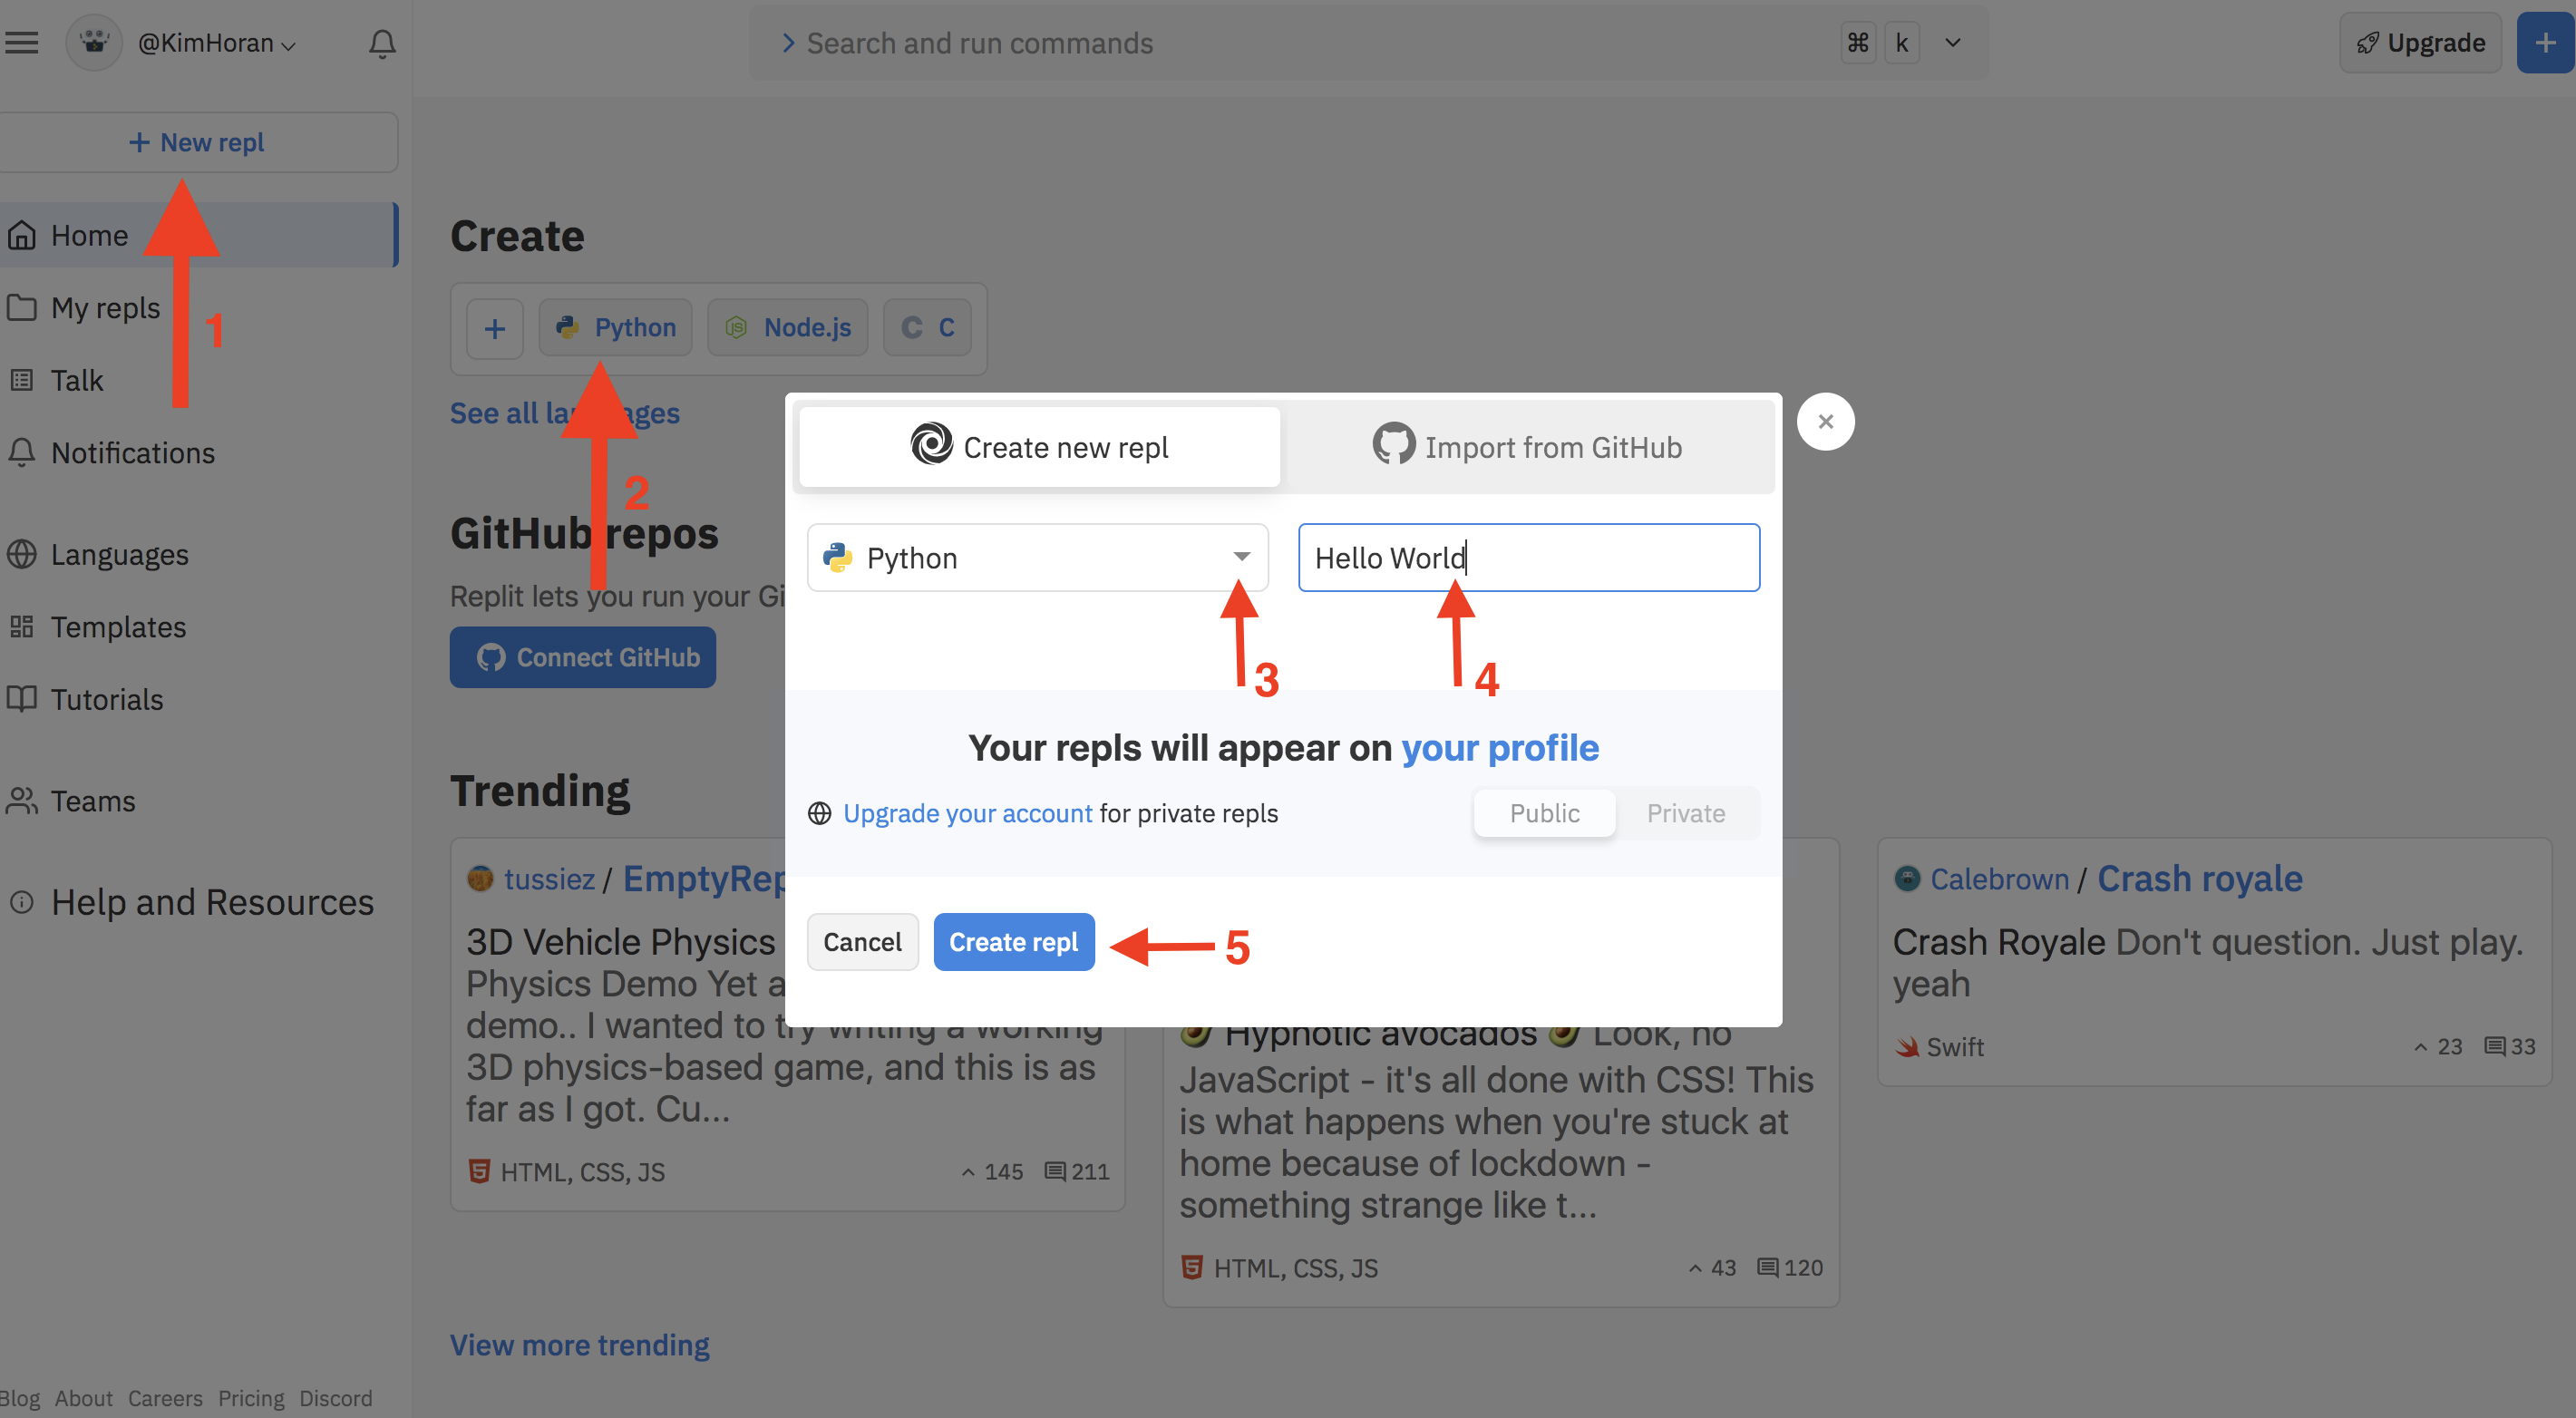 @KimHoran
Search and run commands
⌘ k
Upgrade
+
+ New repl
Home
My repls
Talk
Notifications
Languages
Templates
Tutorials
Teams
Help and Resources
Blog About Careers Pricing Discord
1
Create
+ Python Node.js C
See all languages
2
GitHub repos
Replit lets you run your Gi
Connect GitHub
Create new repl
Import from GitHub
Python
Hello World
3
4
Your repls will appear on your profile
Upgrade your account for private repls
Public Private
Cancel Create repl
5
Trending
tussiez / EmptyRep
3D Vehicle Physics
Physics Demo Yet a
demo.. I wanted to try writing a working
3D physics-based game, and this is as
far as I got. Cu...
HTML, CSS, JS 145 211
Hypnotic avocados Look, no
JavaScript - it's all done with CSS! This
is what happens when you're stuck at
home because of lockdown -
something strange like t...
HTML, CSS, JS 43 120
Calebrown / Crash royale
Crash Royale Don't question. Just play.
yeah
Swift 23 33
View more trending